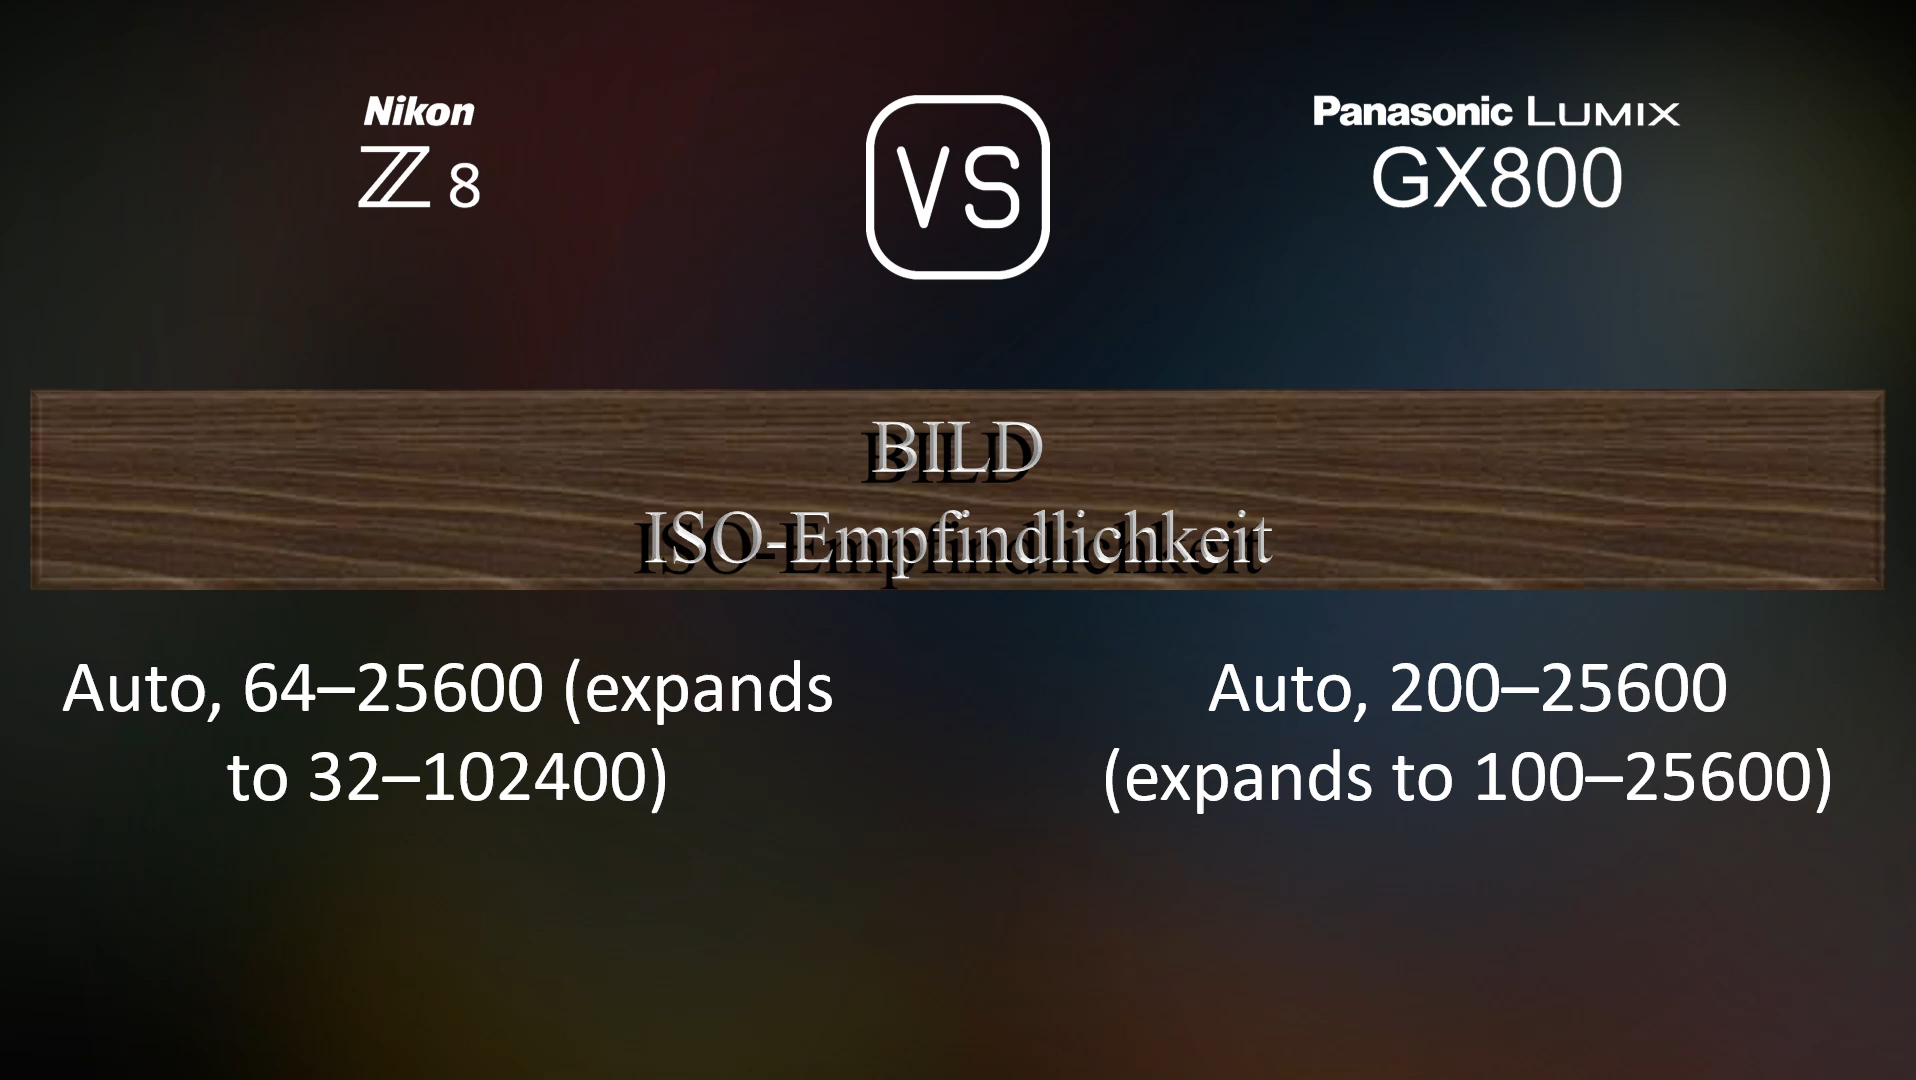 Nikon
Z 8
VS
Panasonic LUMIX
GX800
BILD
ISO-Empfindlichkeit
Auto, 64–25600 (expands
to 32–102400)
Auto, 200–25600
(expands to 100–25600)